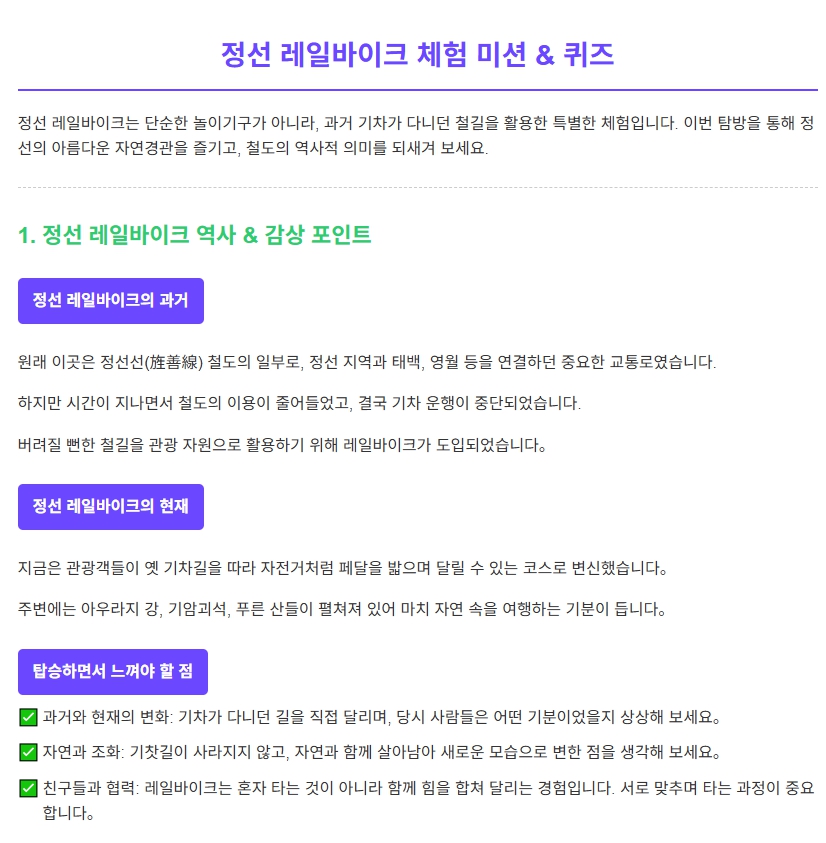 정선 레일바이크 체험 미션 & 퀴즈
정선 레일바이크는 단순한 놀이기구가 아니라, 과거 기차가 다니던 철길을 활용한 특별한 체험입니다. 이번 탐방을 통해 정
선의 아름다운 자연경관을 즐기고, 철도의 역사적 의미를 되새겨 보세요.
1. 정선 레일바이크 역사 & 감상 포인트
정선 레일바이크의 과거
원래 이곳은 정선선(旌善線) 철도의 일부로, 정선 지역과 태백, 영월 등을 연결하던 중요한 교통로였습니다.
하지만 시간이 지나면서 철도의 이용이 줄어들었고, 결국 기차 운행이 중단되었습니다.
버려질 뻔한 철길을 관광 자원으로 활용하기 위해 레일바이크가 도입되었습니다。
정선 레일바이크의 현재
지금은 관광객들이 옛 기차길을 따라 자전거처럼 페달을 밟으며 달릴 수 있는 코스로 변신했습니다。
주변에는 아우라지 강, 기암괴석, 푸른 산들이 펼쳐져 있어 마치 자연 속을 여행하는 기분이 듭니다。
탑승하면서 느껴야 할 점
✅ 과거와 현재의 변화: 기차가 다니던 길을 직접 달리며, 당시 사람들은 어떤 기분이었을지 상상해 보세요。
✅ 자연과 조화: 기찻길이 사라지지 않고, 자연과 함께 살아남아 새로운 모습으로 변한 점을 생각해 보세요。
✅ 친구들과 협력: 레일바이크는 혼자 타는 것이 아니라 함께 힘을 합쳐 달리는 경험입니다. 서로 맞추며 타는 과정이 중요
합니다。